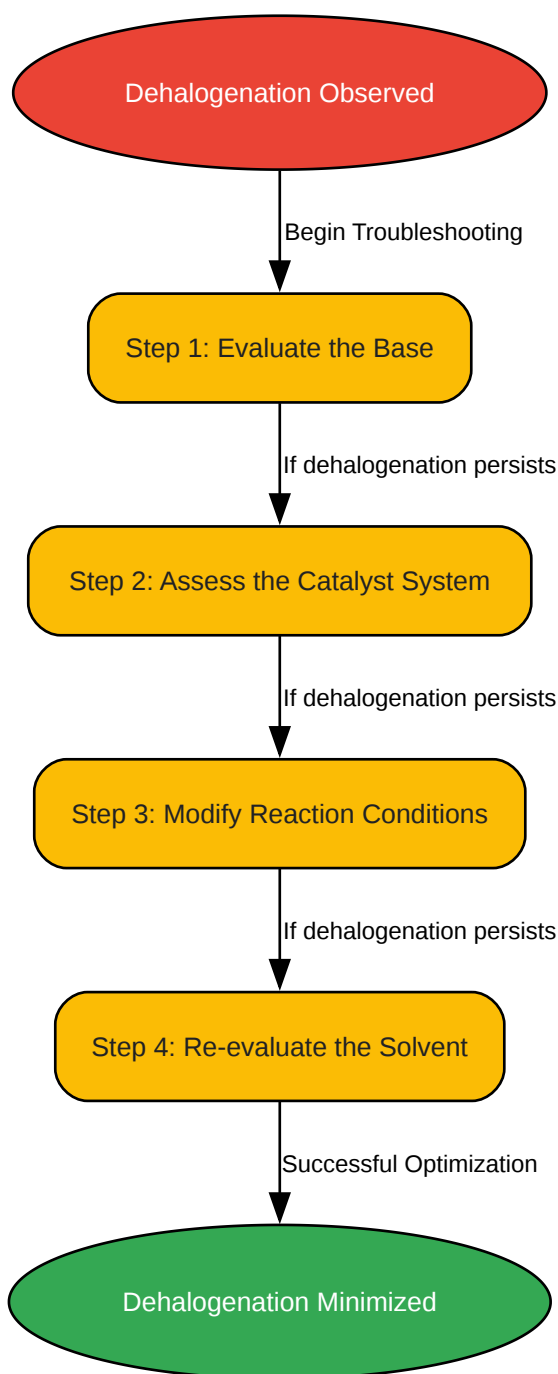 Dehalogenation Observed
Begin Troubleshooting
Step 1: Evaluate the Base
If dehalogenation persists
Step 2: Assess the Catalyst System
If dehalogenation persists
Step 3: Modify Reaction Conditions
If dehalogenation persists
Step 4: Re-evaluate the Solvent
Successful Optimization
Dehalogenation Minimized